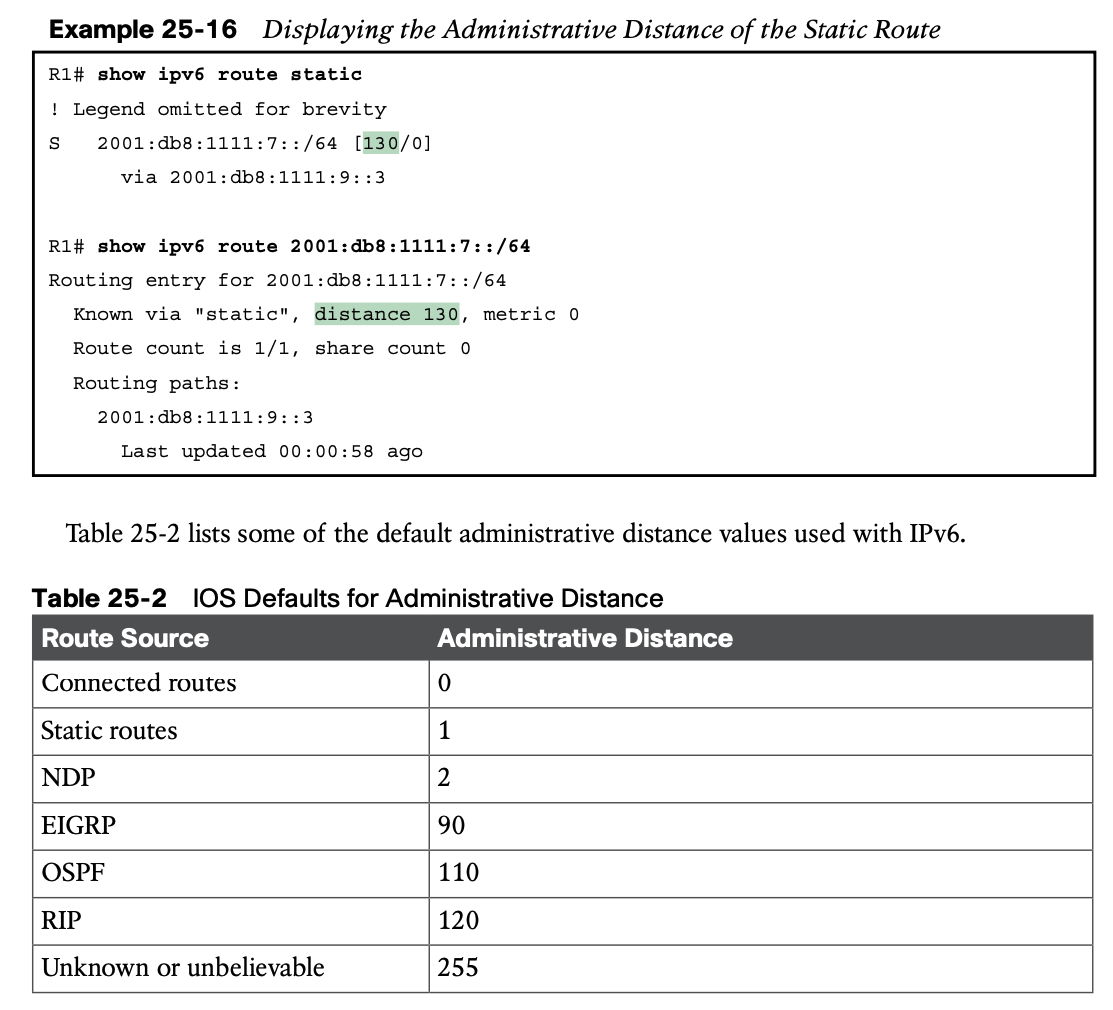 Example 25-16 Displaying the Administrative Distance of the Static Route
R1# show ipv6 route static
! Legend omitted for brevity
S   2001:db8:1111:7::/64 [130/0]
      via 2001:db8:1111:9::3
R1# show ipv6 route 2001:db8:1111:7::/64
Routing entry for 2001:db8:1111:7::/64
  Known via "static", distance 130, metric 0
  Route count is 1/1, share count 0
  Routing paths:
    2001:db8:1111:9::3
      Last updated 00:00:58 ago
Table 25-2 lists some of the default administrative distance values used with IPv6.
Table 25-2 IOS Defaults for Administrative Distance
Route Source Administrative Distance
Connected routes 0
Static routes 1
NDP 2
EIGRP 90
OSPF 110
RIP 120
Unknown or unbelievable 255